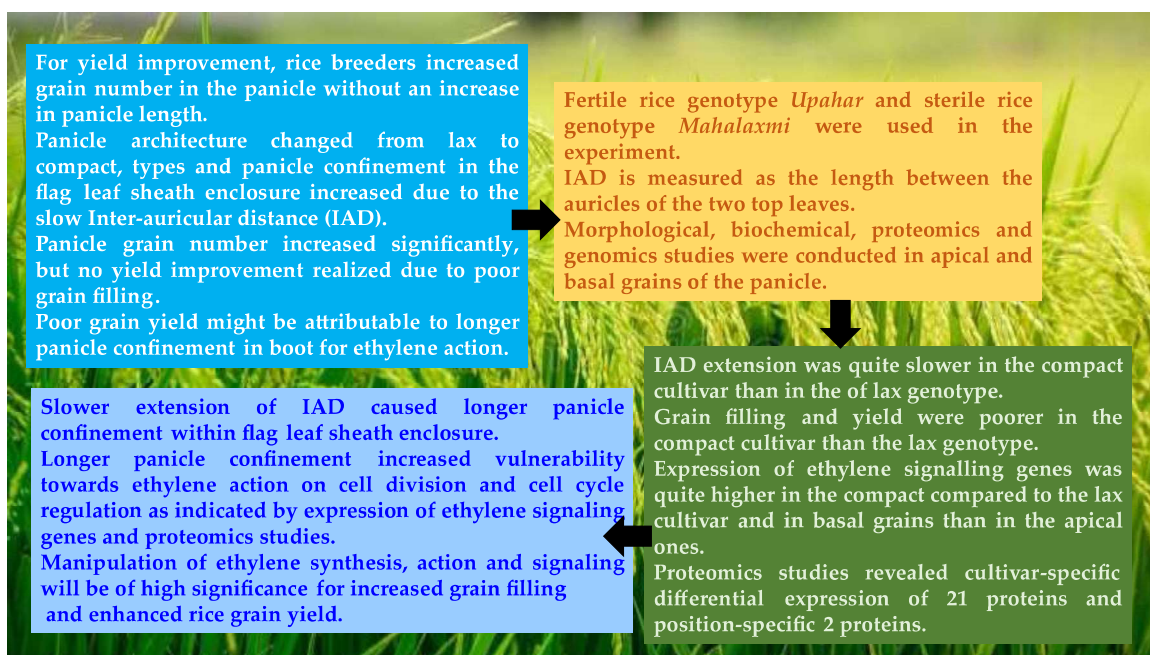 For yield improvement, rice breeders increased
grain number in the panicle without an increase
in panicle length.
Panicle architecture changed from lax to
compact, types and panicle confinement in the
flag leaf sheath enclosure increased due to the
slow Inter-auricular distance (IAD).
Panicle grain number increased significantly,
but no yield improvement realized due to poor
grain filling.
Poor grain yield might be attributable to longer
panicle confinement in boot for ethylene action.
Fertile rice genotype Upahar and sterile rice
genotype Mahalaxmi were used in the
experiment.
IAD is measured as the length between the
auricles of the two top leaves.
Morphological, biochemical, proteomics and
genomics studies were conducted in apical and
basal grains of the panicle.
IAD extension was quite slower in the compact
cultivar than in the of lax genotype.
Grain filling and yield were poorer in the
compact cultivar than the lax genotype.
Expression of ethylene signalling genes was
quite higher in the compact compared to the lax
cultivar and in basal grains than in the apical
ones.
Proteomics studies revealed cultivar-specific
differential expression of 21 proteins and
position-specific 2 proteins.
Slower extension of IAD caused longer panicle
confinement within flag leaf sheath enclosure.
Longer panicle confinement increased vulnerability
towards ethylene action on cell division and cell cycle
regulation as indicated by expression of ethylene signaling
genes and proteomics studies.
Manipulation of ethylene synthesis, action and signaling
will be of high significance for increased grain filling
and enhanced rice grain yield.